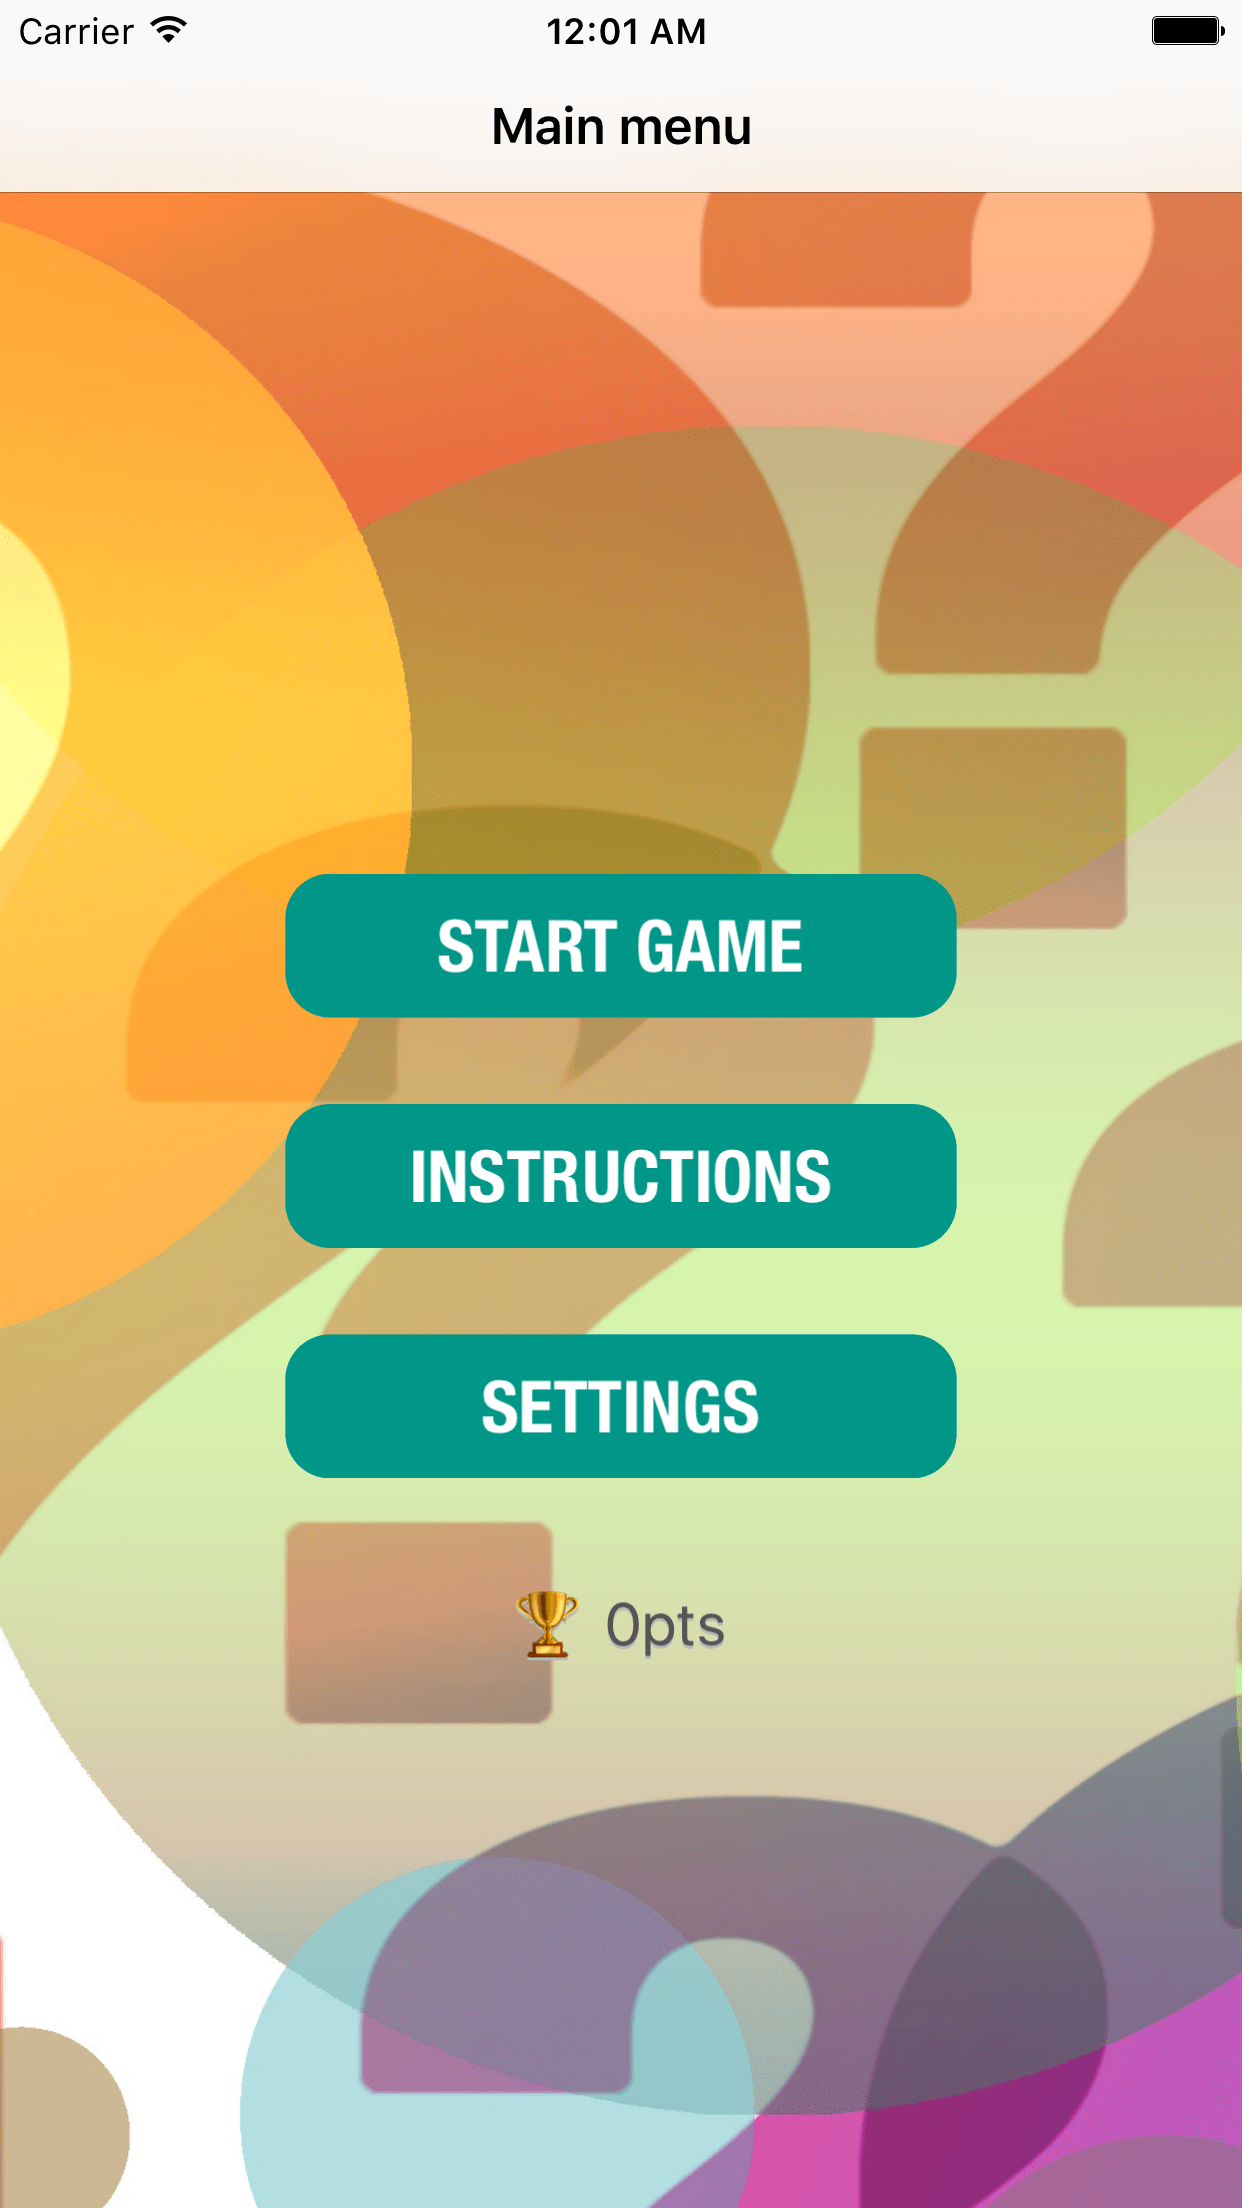 Carrier 12:01 AM
Main menu
START GAME
INSTRUCTIONS
SETTINGS
🏆 0pts